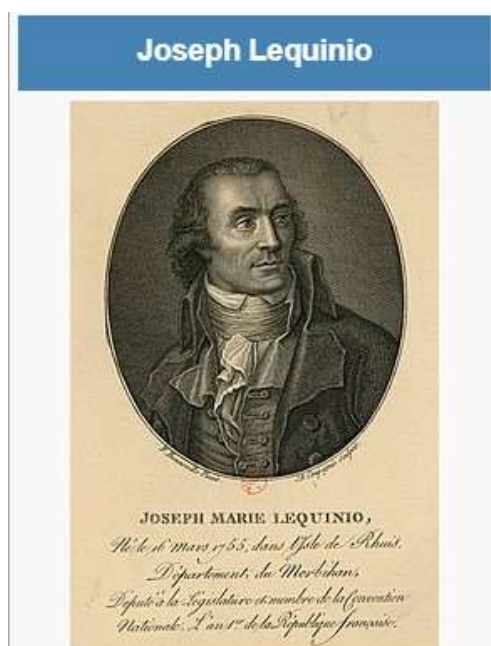 Joseph Lequinio
JOSEPH MARIE LEQUINIO,
Né le 16 mars 1755, dans l'Isle de Rhuis,
Département, du Morbihan,
Député à la Législature et membre de la Convention
Nationale. L'an 1er de la République française.